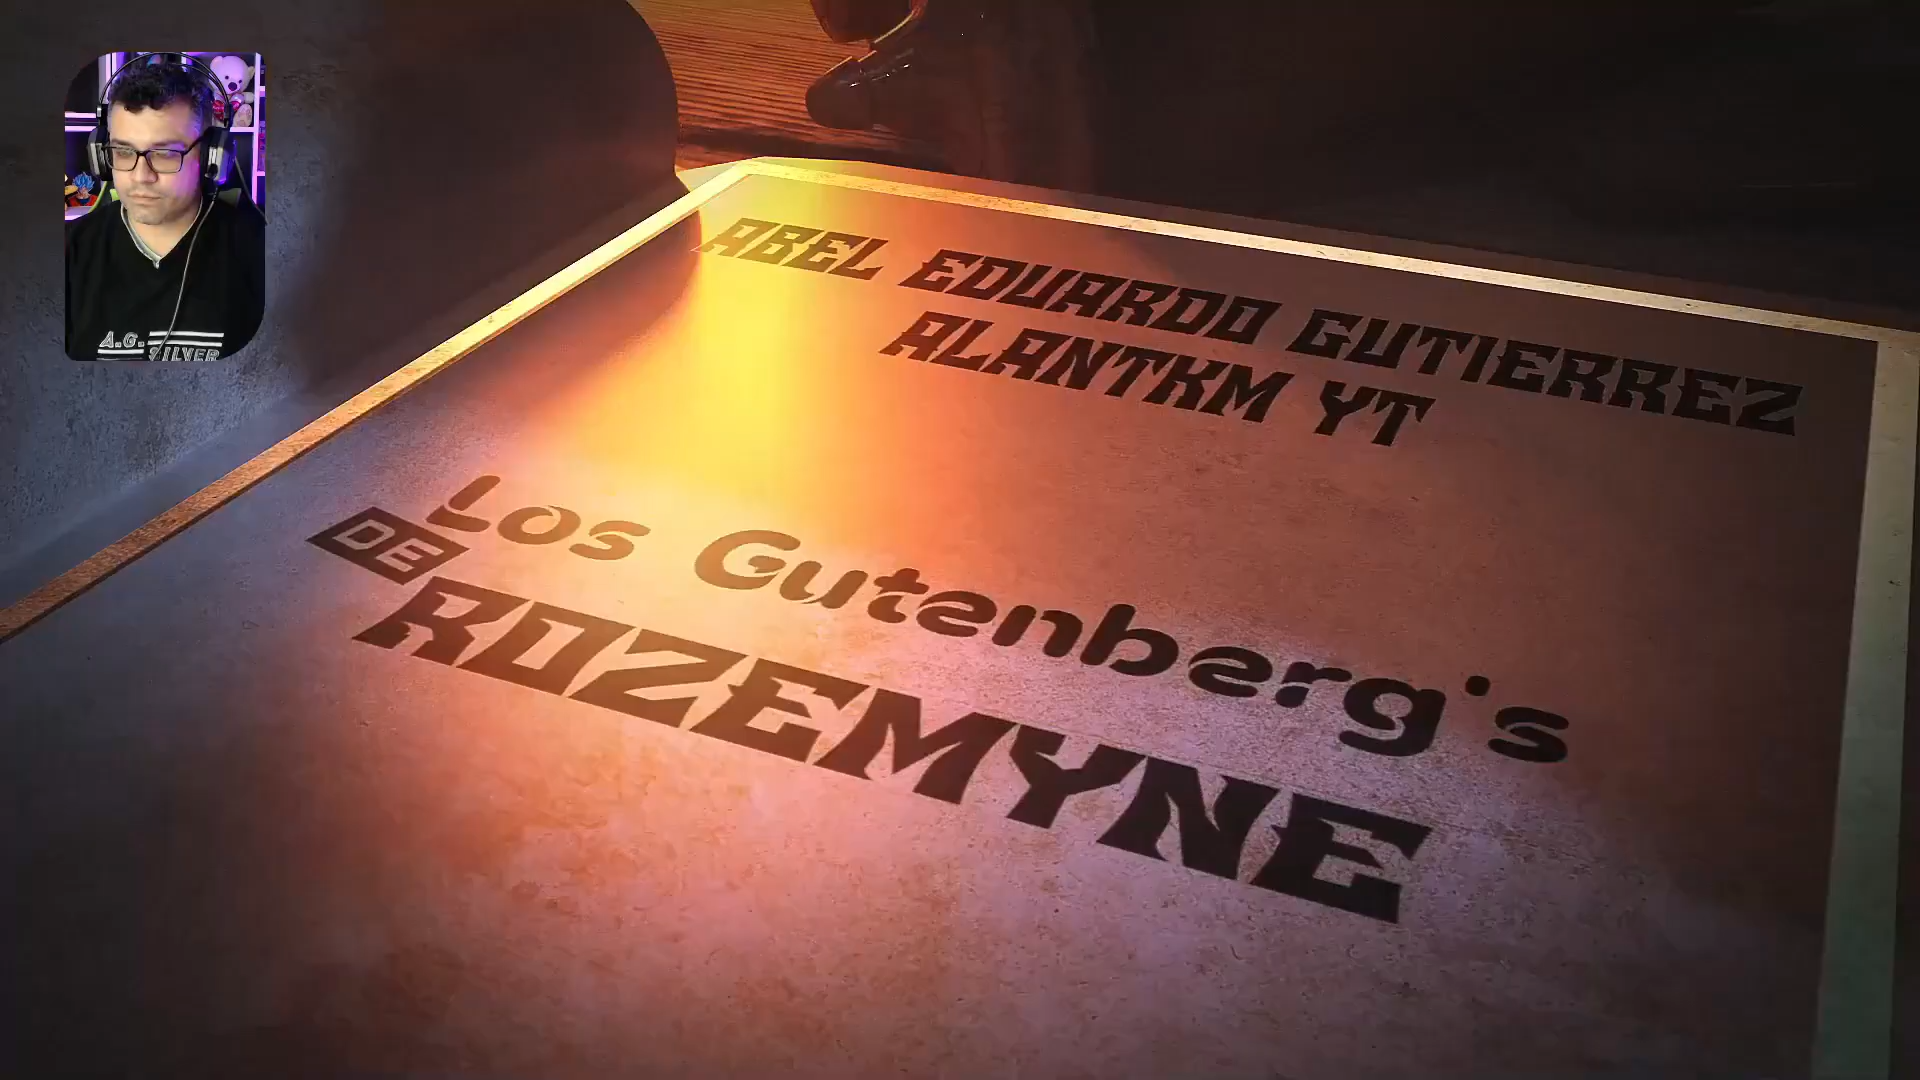 A.G.
SILVER
ABEL EDUARDO GUTIERREZ
ALANTKM YT
Los Gutenberg's
DE
ROZEMYNE